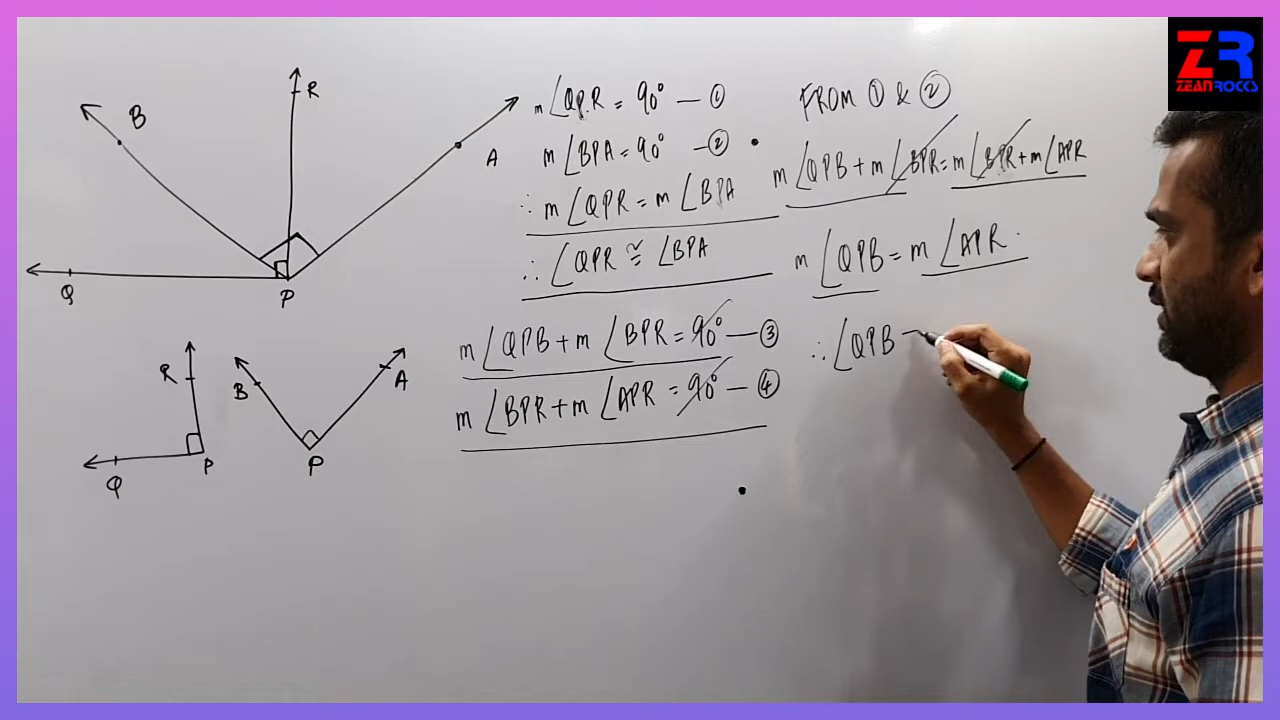 ZR
ZEAN ROCKS
B
R
A
Q
P
R
Q
P
B
A
P
m∠QPR = 90° — ①
m∠BPA = 90° — ②
∴ m∠QPR = m∠BPA
∴ ∠QPR ≅ ∠BPA
m∠QPB + m∠BPR = 90° — ③
m∠BPR + m∠APR = 90° — ④
FROM ① & ②
m∠QPB + m∠BPR = m∠BPR + m∠APR
m∠QPB = m∠APR.
∴ ∠QPB